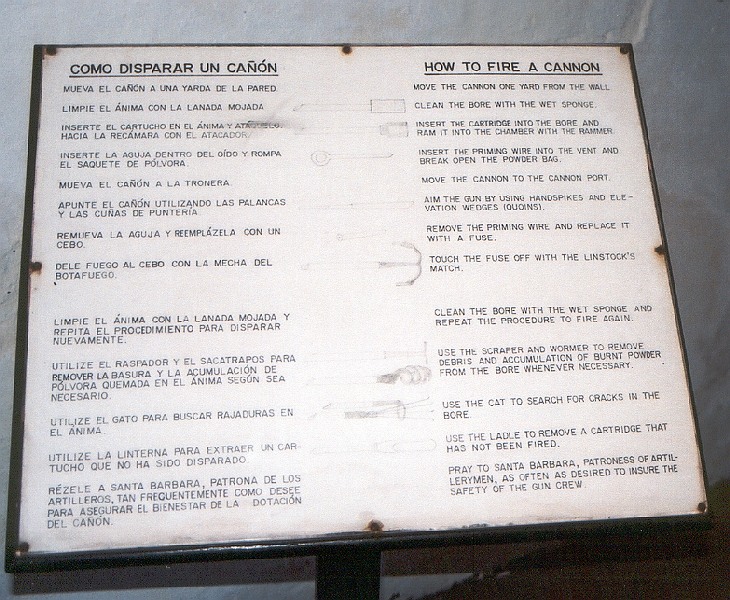 COMO DISPARAR UN CAÑÓN
MUEVA EL CAÑÓN A UNA YARDA DE LA PARED.
LIMPIE EL ÁNIMA CON LA LANADA MOJADA
INSERTE EL CARTUCHO EN EL ÁNIMA Y
HACIA LA RECÁMARA CON EL ATACADOR.
INSERTE LA AGUJA DENTRO DEL OÍDO Y ROMPA
EL SAQUETE DE PÓLVORA.
MUEVA EL CAÑÓN A LA TRONERA.
APUNTE EL CAÑÓN UTILIZANDO LAS PALANCAS
Y LAS CUÑAS DE PUNTERÍA.
REMUEVA LA AGUJA Y REEMPLÁZELA CON UN
CEBO.
DELE FUEGO AL CEBO CON LA MECHA DEL
BOTAFUEGO.
LIMPIE EL ÁNIMA CON LA LANADA MOJADA Y
REPITA EL PROCEDIMIENTO PARA DISPARAR
NUEVAMENTE.
UTILIZE EL RASPADOR Y EL SACATRAPOS PARA
REMOVER LA BASURA Y LA ACUMULACIÓN DE
PÓLVORA QUEMADA EN EL ÁNIMA SEGÚN SEA
NECESARIO.
UTILIZE EL GATO PARA BUSCAR RAJADURAS EN
EL ÁNIMA.
UTILIZE LA LINTERNA PARA EXTRAER UN CAR-
TUCHO QUE NO HA SIDO DISPARADO.
RÉZELE A SANTA BARBARA, PATRONA DE LOS
ARTILLEROS, TAN FREQUENTEMENTE COMO DESEE
PARA ASEGURAR EL BIENESTAR DE LA DOTACIÓN
DEL CAÑÓN.
HOW TO FIRE A CANNON
MOVE THE CANNON ONE YARD FROM THE WALL
CLEAN THE BORE WITH THE WET SPONGE.
INSERT THE CARTRIDGE INTO THE BORE AND
RAM IT INTO THE CHAMBER WITH THE RAMMER.
INSERT THE PRIMING WIRE INTO THE VENT AND
BREAK OPEN THE POWDER BAG.
MOVE THE CANNON TO THE CANNON PORT.
AIM THE GUN BY USING HANDSPIKES AND ELE-
VATION WEDGES (QUOINS).
REMOVE THE PRIMING WIRE AND REPLACE IT
WITH A FUSE.
TOUCH THE FUSE OFF WITH THE LINSTOCK'S
MATCH.
CLEAN THE BORE WITH THE WET SPONGE AND
REPEAT THE PROCEDURE TO FIRE AGAIN.
USE THE SCRAPER AND WORMER TO REMOVE
DEBRIS AND ACCUMULATION OF BURNT POWDER
FROM THE BORE WHENEVER NECESSARY.
USE THE CAT TO SEARCH FOR CRACKS IN THE
BORE.
USE THE LADLE TO REMOVE A CARTRIDGE THAT
HAS NOT BEEN FIRED.
PRAY TO SANTA BARBARA, PATRONESS OF ARTIL-
LERYMEN, AS OFTEN AS DESIRED TO INSURE THE
SAFETY OF THE GUN CREW.